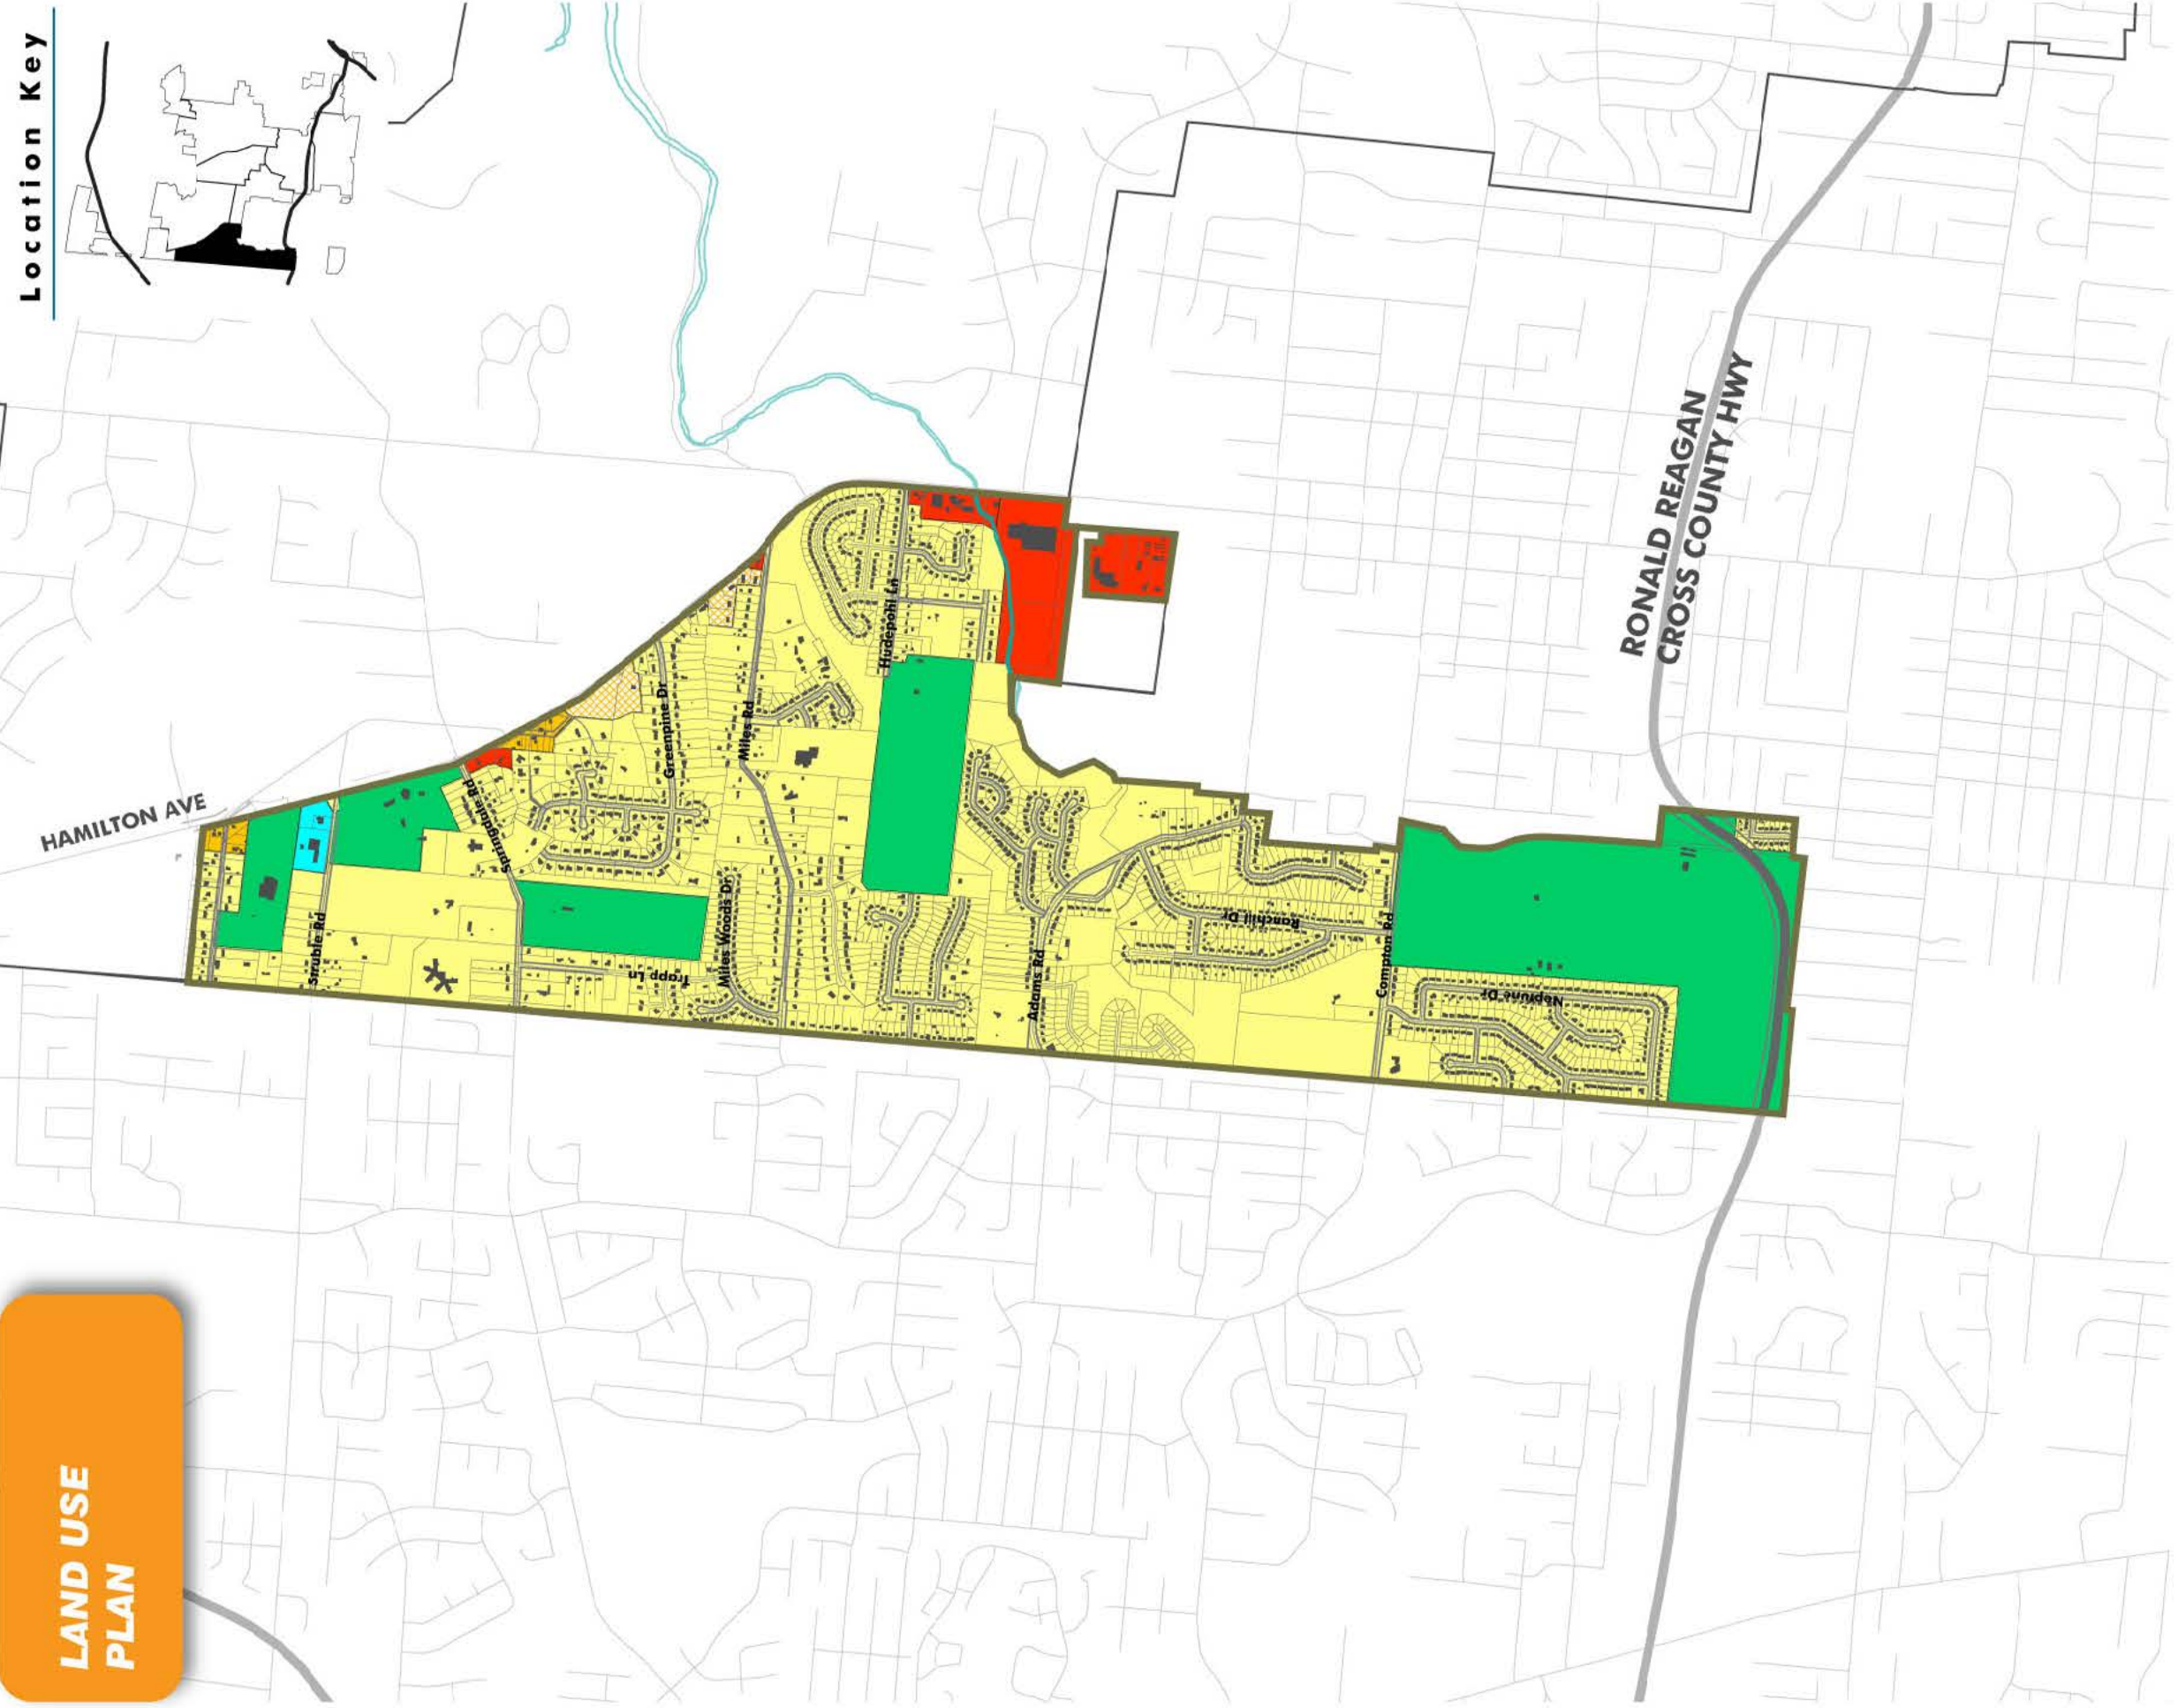 Location Key
LAND USE
PLAN
HAMILTON AVE
Struble Rd
Springdale Rd
Greenpine Dr
Miles Rd
Hudepohl Ln
Trapp Ln
Miles Woods Dr
Adams Rd
Ranchill Dr
Compton Rd
Neptune Dr
RONALD REAGAN
CROSS COUNTY HWY